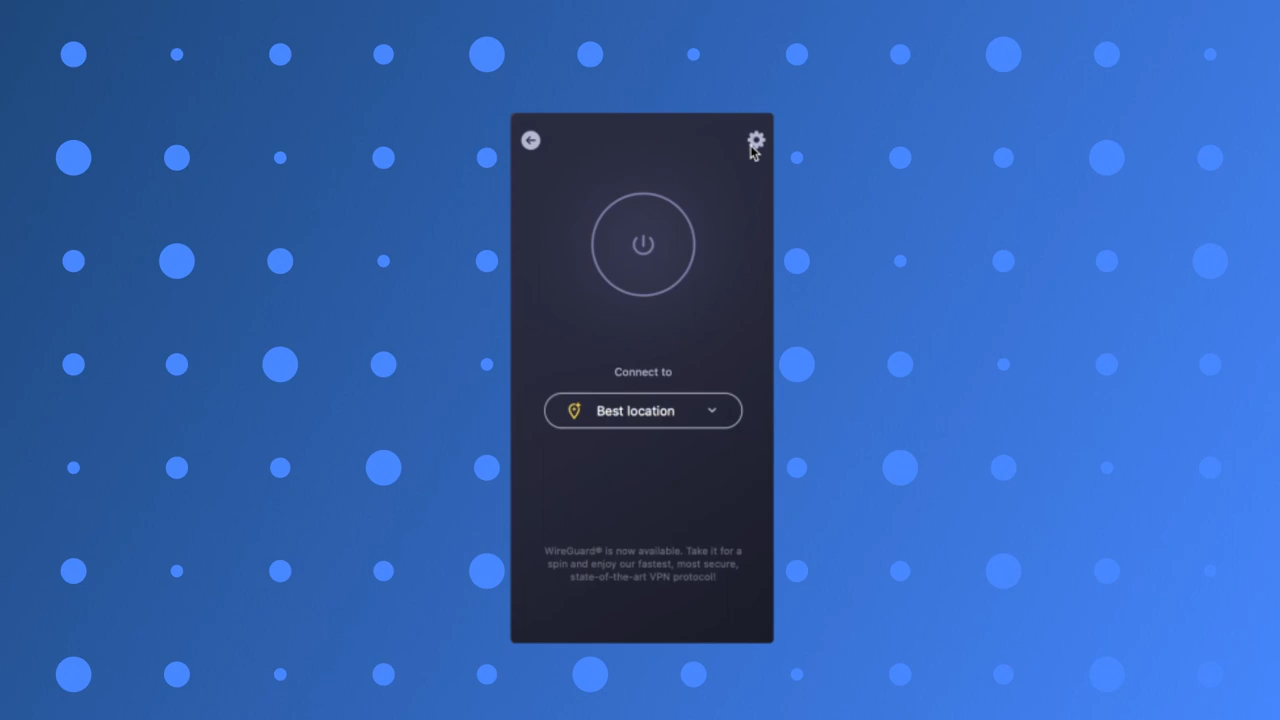 Connect to
Best location
WireGuard® is now available. Take it for a
spin and enjoy our fastest, most secure,
state-of-the-art VPN protocol!